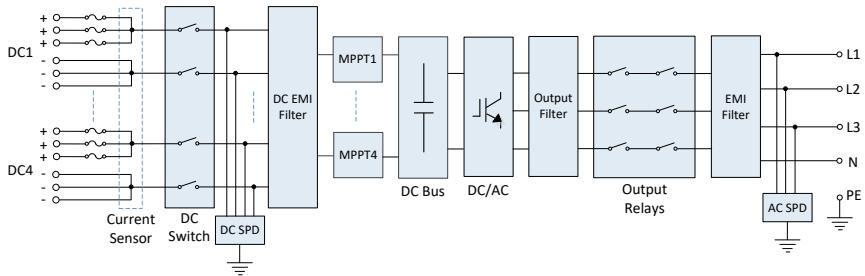 DC1
+
+
+
-
-
-
DC4
+
+
+
-
-
-
Current
Sensor
DC
Switch
DC SPD
DC EMI
Filter
MPPT1
MPPT4
DC Bus
DC/AC
Output
Filter
Output
Relays
EMI
Filter
AC SPD
L1
L2
L3
N
PE